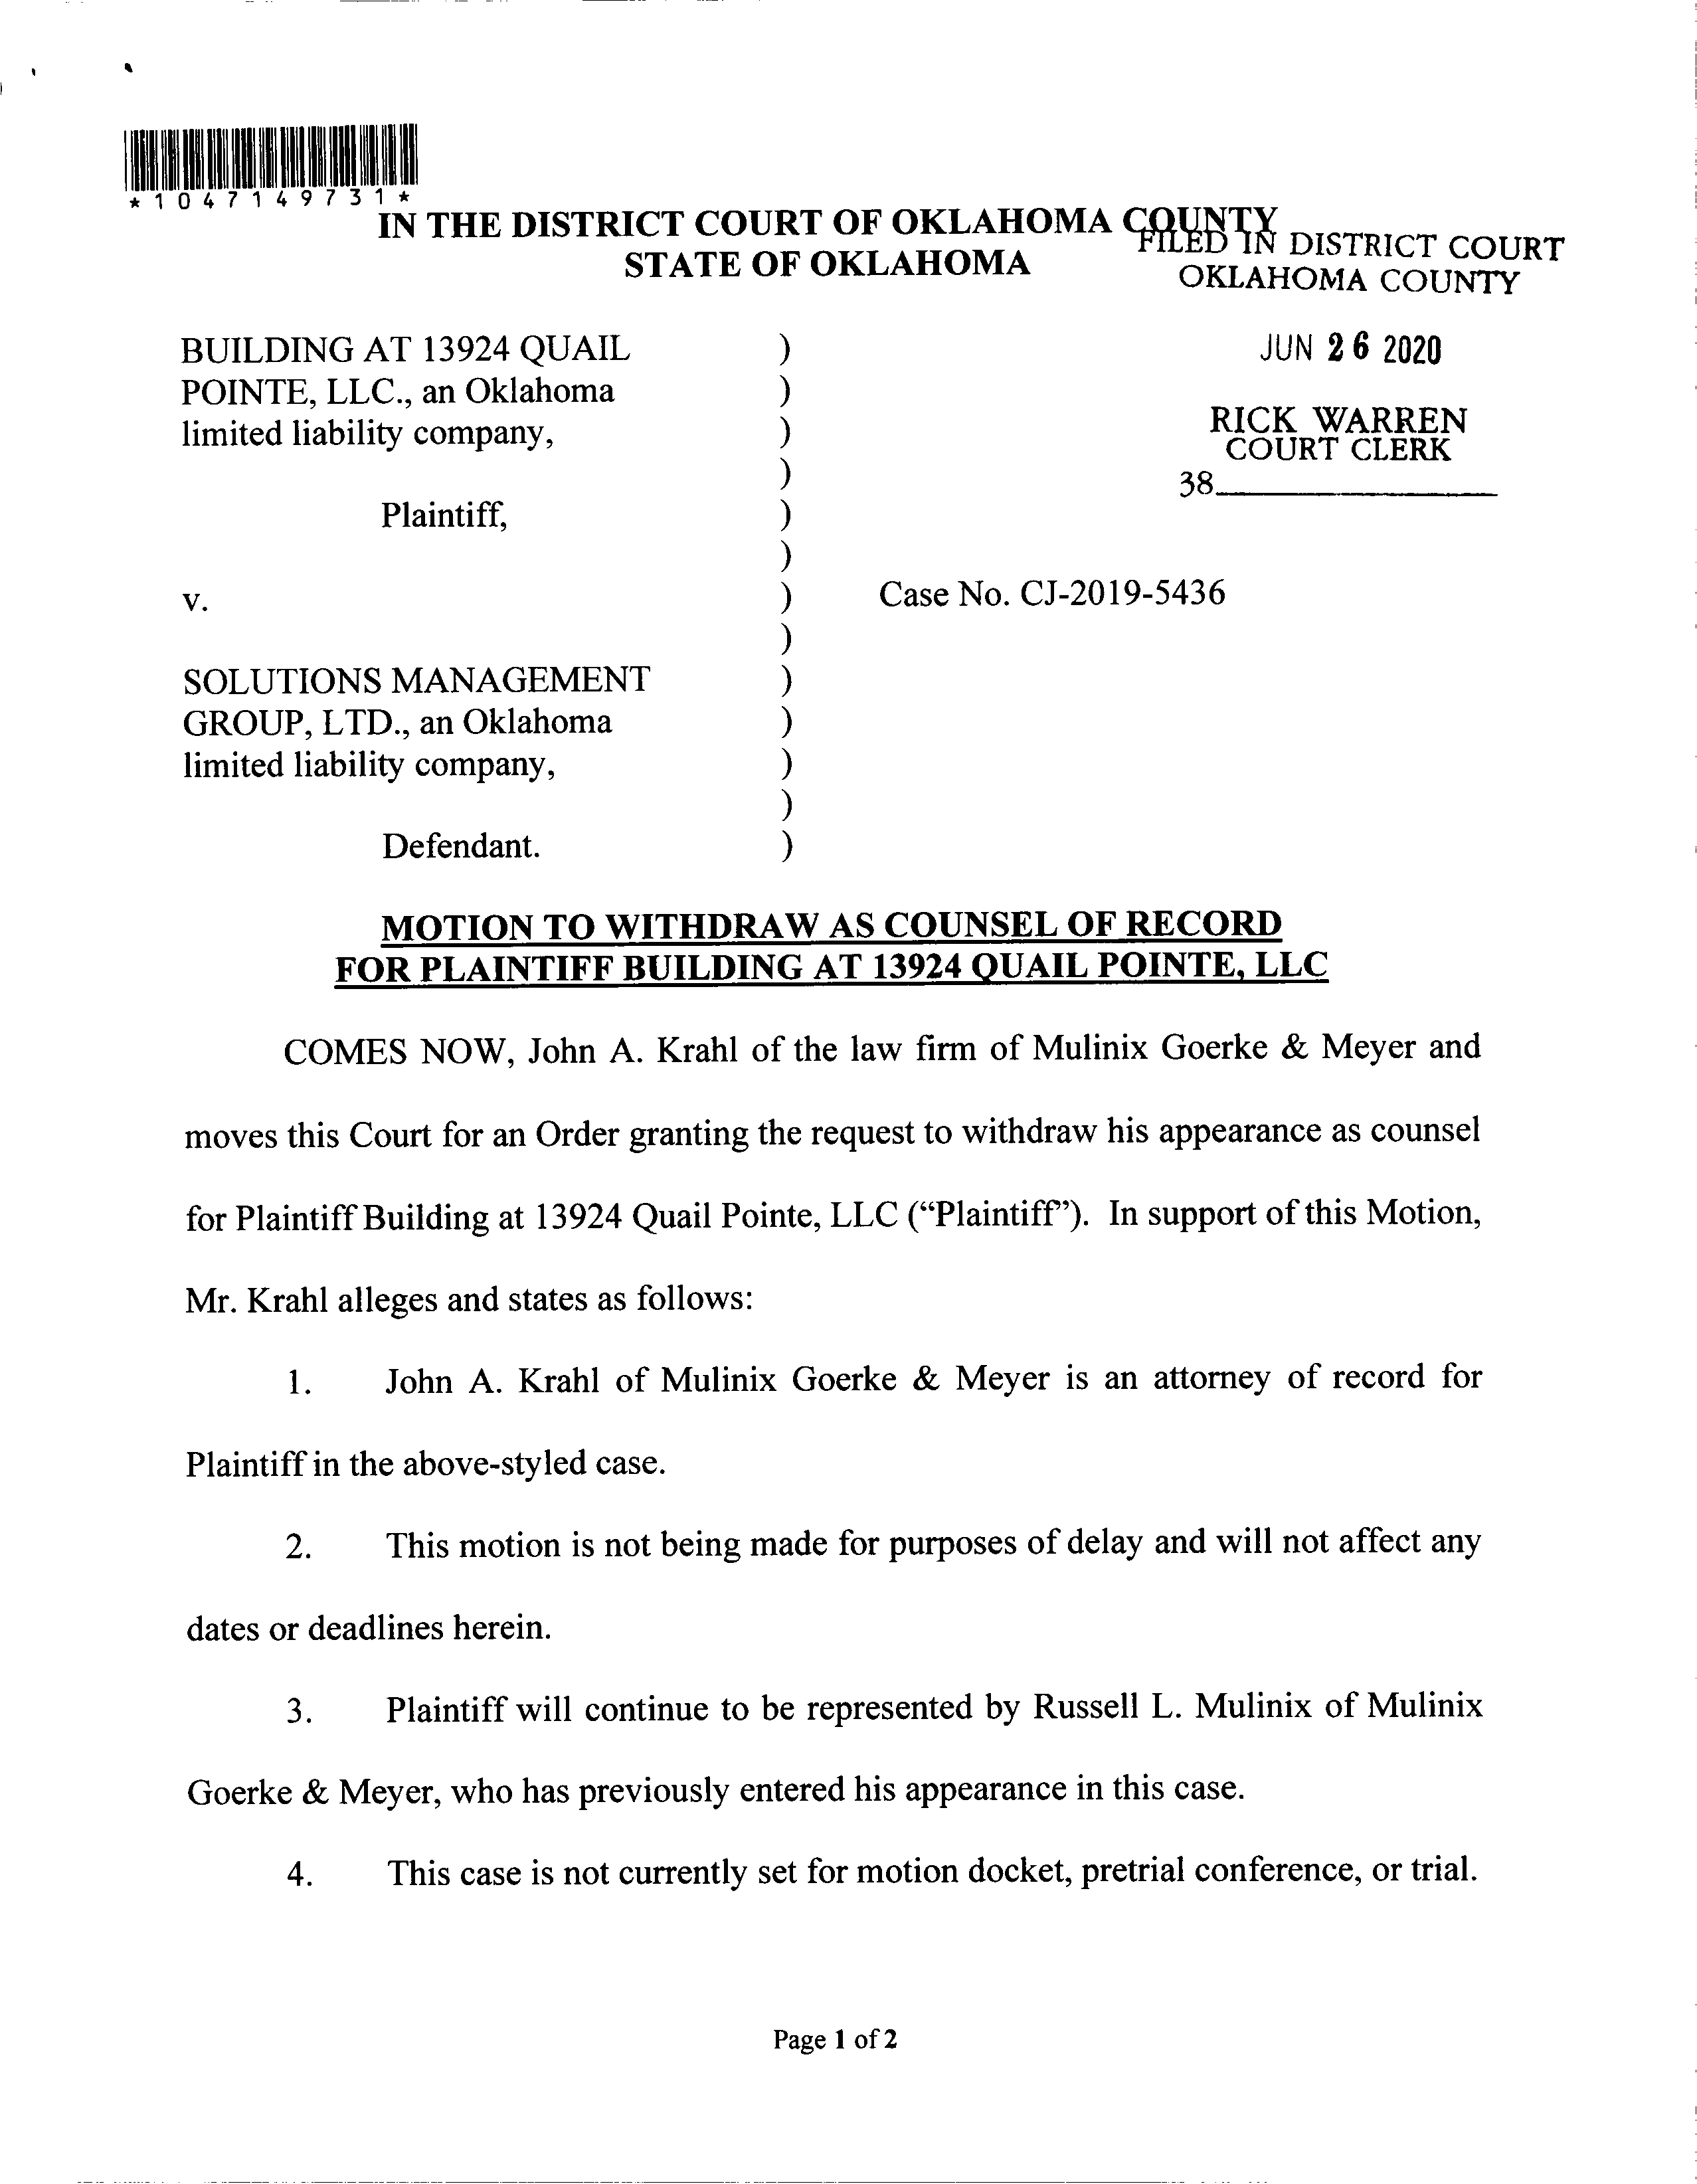 *1047149731*
IN THE DISTRICT COURT OF OKLAHOMA COUNTY
STATE OF OKLAHOMA
FILED IN DISTRICT COURT
OKLAHOMA COUNTY
JUN 26 2020
RICK WARREN
COURT CLERK
38
BUILDING AT 13924 QUAIL )
POINTE, LLC., an Oklahoma )
limited liability company, )
)
Plaintiff, )
)
v. ) Case No. CJ-2019-5436
)
SOLUTIONS MANAGEMENT )
GROUP, LTD., an Oklahoma )
limited liability company, )
)
Defendant. )
MOTION TO WITHDRAW AS COUNSEL OF RECORD
FOR PLAINTIFF BUILDING AT 13924 QUAIL POINTE, LLC
COMES NOW, John A. Krahl of the law firm of Mulinix Goerke & Meyer and
moves this Court for an Order granting the request to withdraw his appearance as counsel
for Plaintiff Building at 13924 Quail Pointe, LLC (“Plaintiff”). In support of this Motion,
Mr. Krahl alleges and states as follows:
1. John A. Krahl of Mulinix Goerke & Meyer is an attorney of record for
Plaintiff in the above-styled case.
2. This motion is not being made for purposes of delay and will not affect any
dates or deadlines herein.
3. Plaintiff will continue to be represented by Russell L. Mulinix of Mulinix
Goerke & Meyer, who has previously entered his appearance in this case.
4. This case is not currently set for motion docket, pretrial conference, or trial.
Page 1 of 2